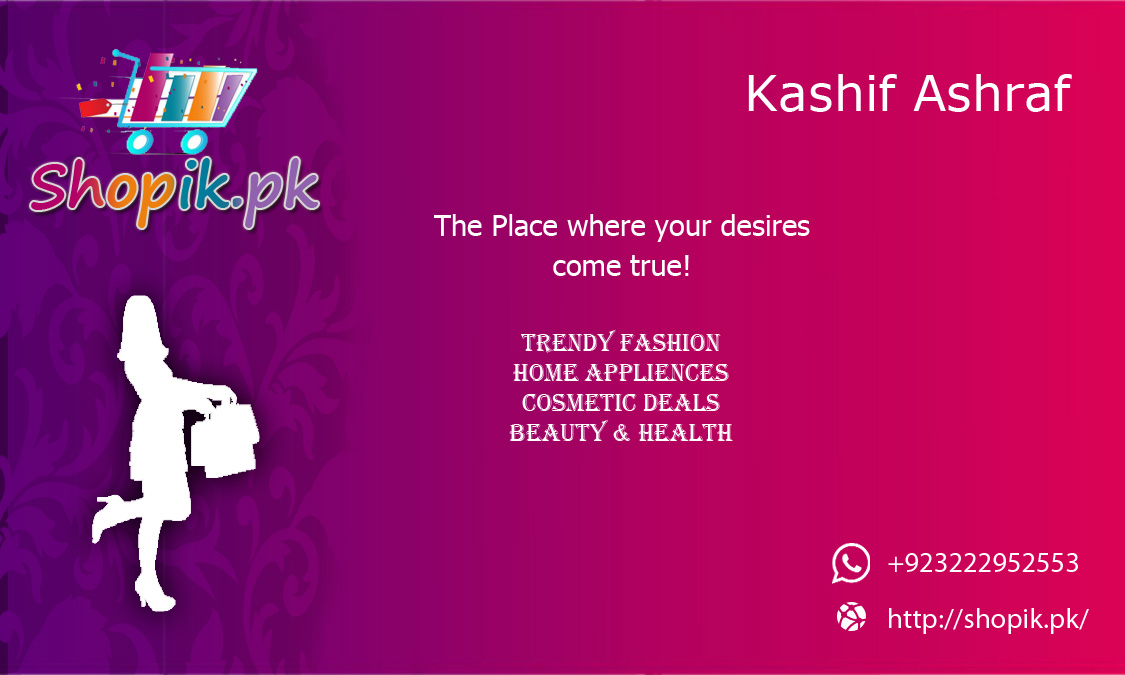 Shopik.pk
Kashif Ashraf
The Place where your desires
come true!
TRENDY FASHION
HOME APPLIENCES
COSMETIC DEALS
BEAUTY & HEALTH
+923222952553
http://shopik.pk/